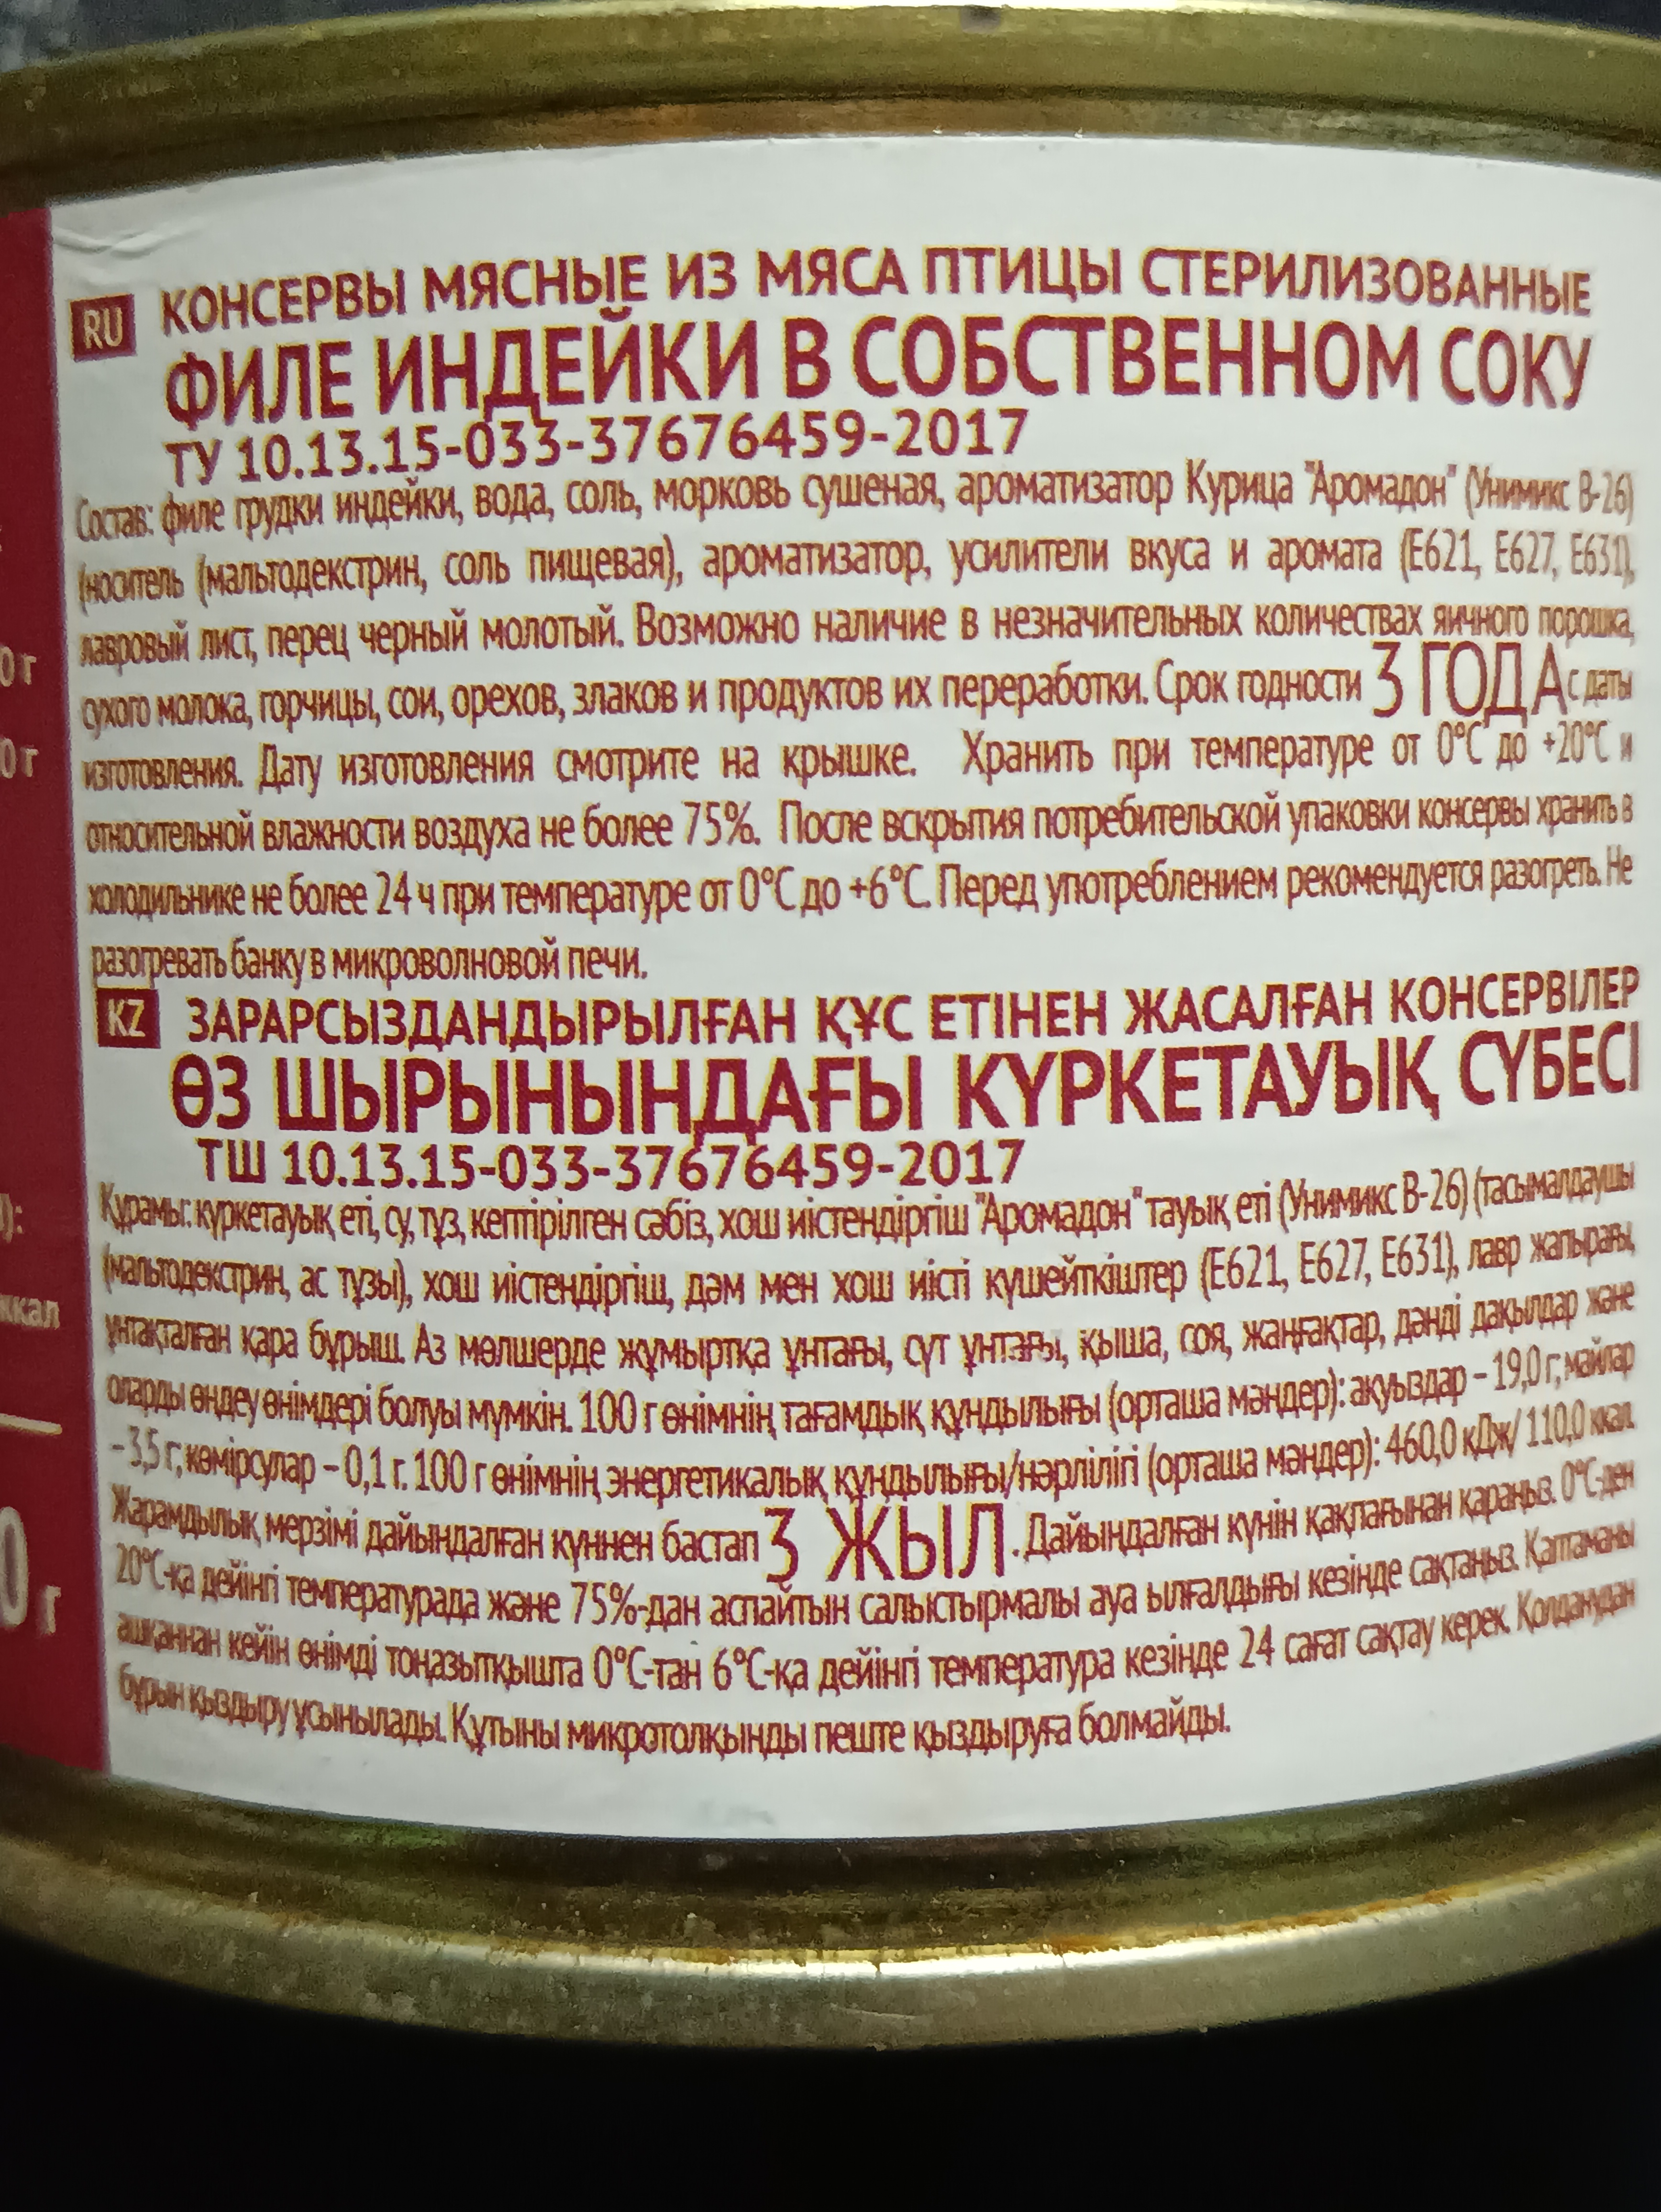 RU КОНСЕРВЫ МЯСНЫЕ ИЗ МЯСА ПТИЦЫ СТЕРИЛИЗОВАННЫЕ
ФИЛЕ ИНДЕЙКИ В СОБСТВЕННОМ СОКУ
ТУ 10.13.15-033-37676459-2017
Состав: филе грудки индейки, вода, соль, морковь сушеная, ароматизатор Курица "Аромадон" (Унимикс В-26)
(носитель (мальтодекстрин, соль пищевая), ароматизатор, усилители вкуса и аромата (Е621, Е627, Е631),
лавровый лист, перец черный молотый. Возможно наличие в незначительных количествах яичного порошка,
сухого молока, горчицы, сои, орехов, злаков и продуктов их переработки. Срок годности 3 ГОДА с даты
изготовления. Дату изготовления смотрите на крышке. Хранить при температуре от 0°С до +20°С и
относительной влажности воздуха не более 75%. После вскрытия потребительской упаковки консервы хранить в
холодильнике не более 24 ч при температуре от 0°С до +6°С. Перед употреблением рекомендуется разогреть. Не
разогревать банку в микроволновой печи.
KZ ЗАРАРСЫЗДАНДЫРЫЛҒАН ҚҰС ЕТІНЕН ЖАСАЛҒАН КОНСЕРВІЛЕР
ӨЗ ШЫРЫНЫНДАҒЫ КҮРКЕТАУЫҚ СҮБЕСІ
ТШ 10.13.15-033-37676459-2017
Құрамы: күркетауық еті, су, тұз, кептірілген сәбіз, хош иістендіргіш "Аромадон" тауық еті (Унимикс В-26) (тасымалдаушы
(мальтодекстрин, ас тұзы), хош иістендіргіш, дәм мен хош иісті күшейткіштер (Е621, Е627, Е631), лавр жапырағы,
ұнтақталған қара бұрыш. Аз мөлшерде жұмыртқа ұнтағы, сүт ұнтағы, қыша, соя, жаңғақтар, дәнді дақылдар және
оларды өңдеу өнімдері болуы мүмкін. 100 г өнімнің тағамдық құндылығы (орташа мәндер): ақуыздар – 19,0 г, майлар
– 3,5 г, көмірсулар – 0,1 г. 100 г өнімнің энергетикалық құндылығы/нәрлілігі (орташа мәндер): 460,0 кДж/ 110,0 ккал.
Жарамдылық мерзімі дайындалған күннен бастап 3 ЖЫЛ. Дайындалған күнін қақпағынан қараңыз. 0°С-ден
20°С-қа дейінгі температурада және 75%-дан аспайтын салыстырмалы ауа ылғалдығы кезінде сақтаңыз. Қаптаманы
ашқаннан кейін өнімді тоңазытқышта 0°С-тан 6°С-қа дейінгі температура кезінде 24 сағат сақтау керек. Қолданудан
бұрын қыздыру ұсынылады. Құтыны микротолқынды пеште қыздыруға болмайды.
0 г
0 г
):
ккал
0 г